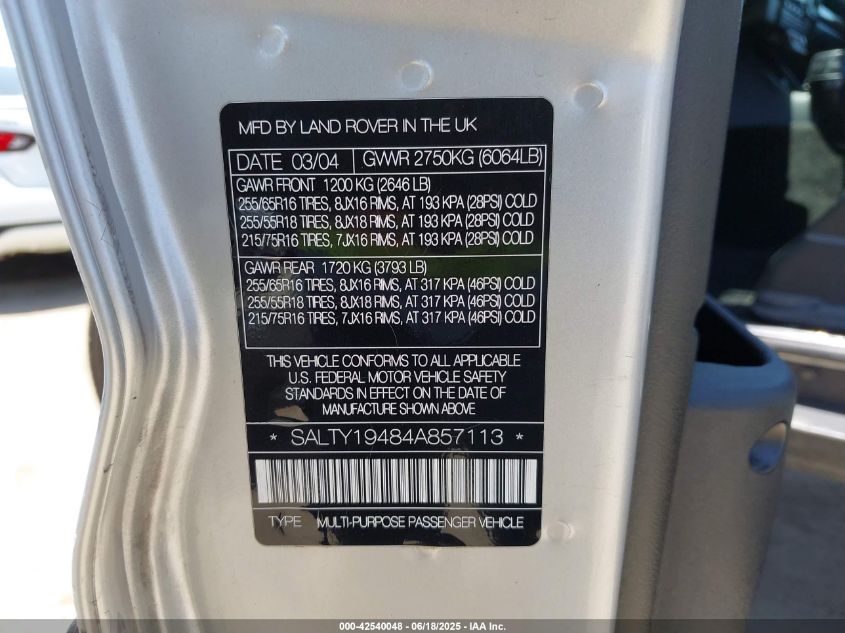 MFD BY LAND ROVER IN THE UK
DATE 03/04 GVWR 2750KG (6064LB)
GAWR FRONT 1200 KG (2646 LB)
255/65R16 TIRES, 8JX16 RIMS, AT 193 KPA (28PSI) COLD
255/55R18 TIRES, 8JX18 RIMS, AT 193 KPA (28PSI) COLD
215/75R16 TIRES, 7JX16 RIMS, AT 193 KPA (28PSI) COLD
GAWR REAR 1720 KG (3793 LB)
255/65R16 TIRES, 8JX16 RIMS, AT 317 KPA (46PSI) COLD
255/55R18 TIRES, 8JX18 RIMS, AT 317 KPA (46PSI) COLD
215/75R16 TIRES, 7JX16 RIMS, AT 317 KPA (46PSI) COLD
THIS VEHICLE CONFORMS TO ALL APPLICABLE
U.S. FEDERAL MOTOR VEHICLE SAFETY
STANDARDS IN EFFECT ON THE DATE OF
MANUFACTURE SHOWN ABOVE
* SALTY19484A857113 *
TYPE MULTI-PURPOSE PASSENGER VEHICLE
000-42540048 - 06/18/2025 - IAA Inc.